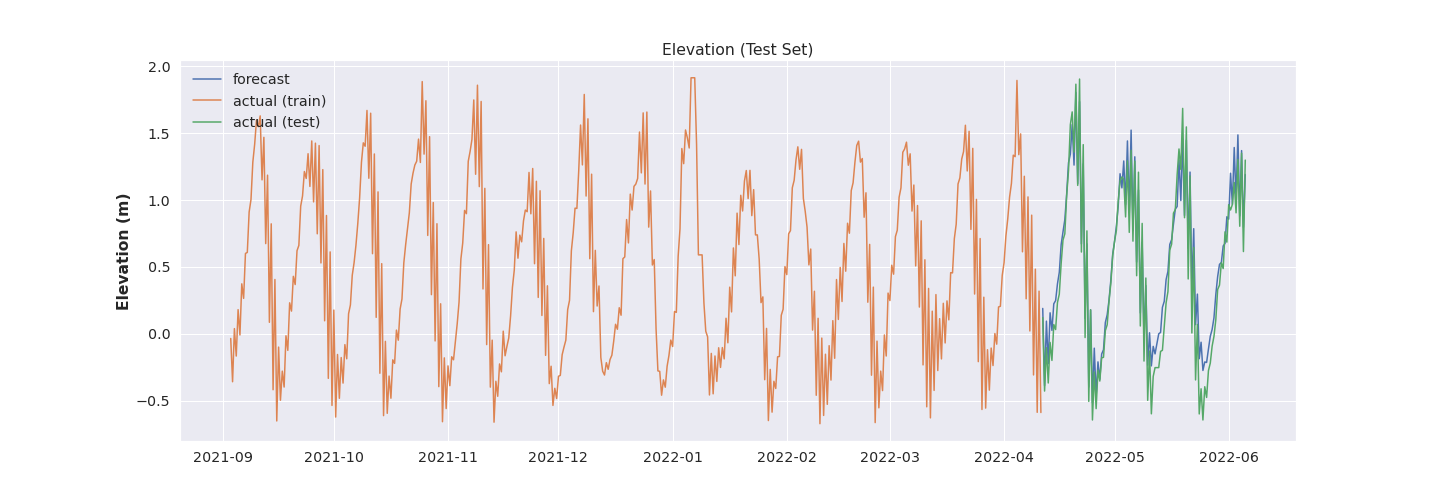 Elevation (Test Set)
forecast
actual (train)
actual (test)
Elevation (m)
2.0
1.5
1.0
0.5
0.0
−0.5
2021-09 2021-10 2021-11 2021-12 2022-01 2022-02 2022-03 2022-04 2022-05 2022-06